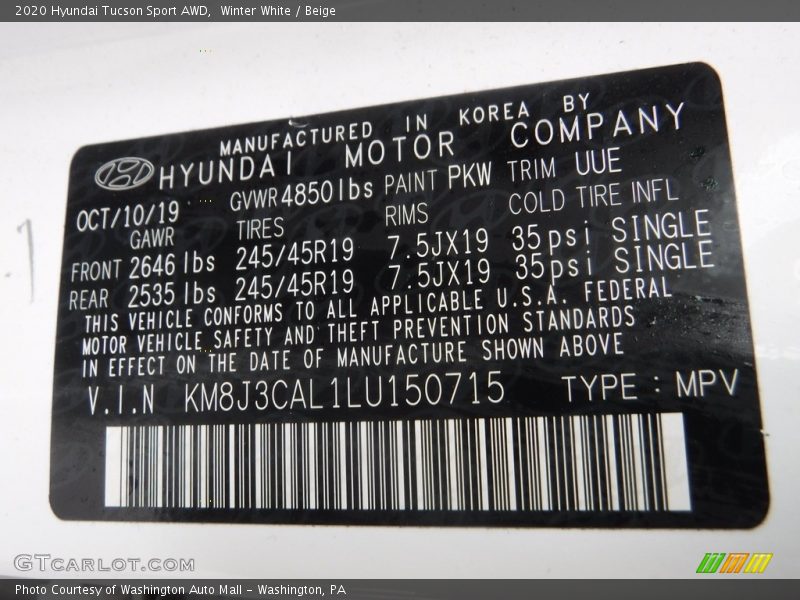 2020 Hyundai Tucson Sport AWD,  Winter White / Beige
MANUFACTURED IN KOREA BY
HYUNDAI MOTOR COMPANY
OCT/10/19 GVWR 4850 lbs PAINT PKW TRIM UUE
GAWR TIRES RIMS COLD TIRE INFL
FRONT 2646 lbs 245/45R19 7.5JX19 35psi SINGLE
REAR 2535 lbs 245/45R19 7.5JX19 35psi SINGLE
THIS VEHICLE CONFORMS TO ALL APPLICABLE U.S.A. FEDERAL
MOTOR VEHICLE SAFETY AND THEFT PREVENTION STANDARDS
IN EFFECT ON THE DATE OF MANUFACTURE SHOWN ABOVE
V.I.N KM8J3CAL1LU150715 TYPE : MPV
GTCARLOT.COM
Photo Courtesy of Washington Auto Mall - Washington, PA